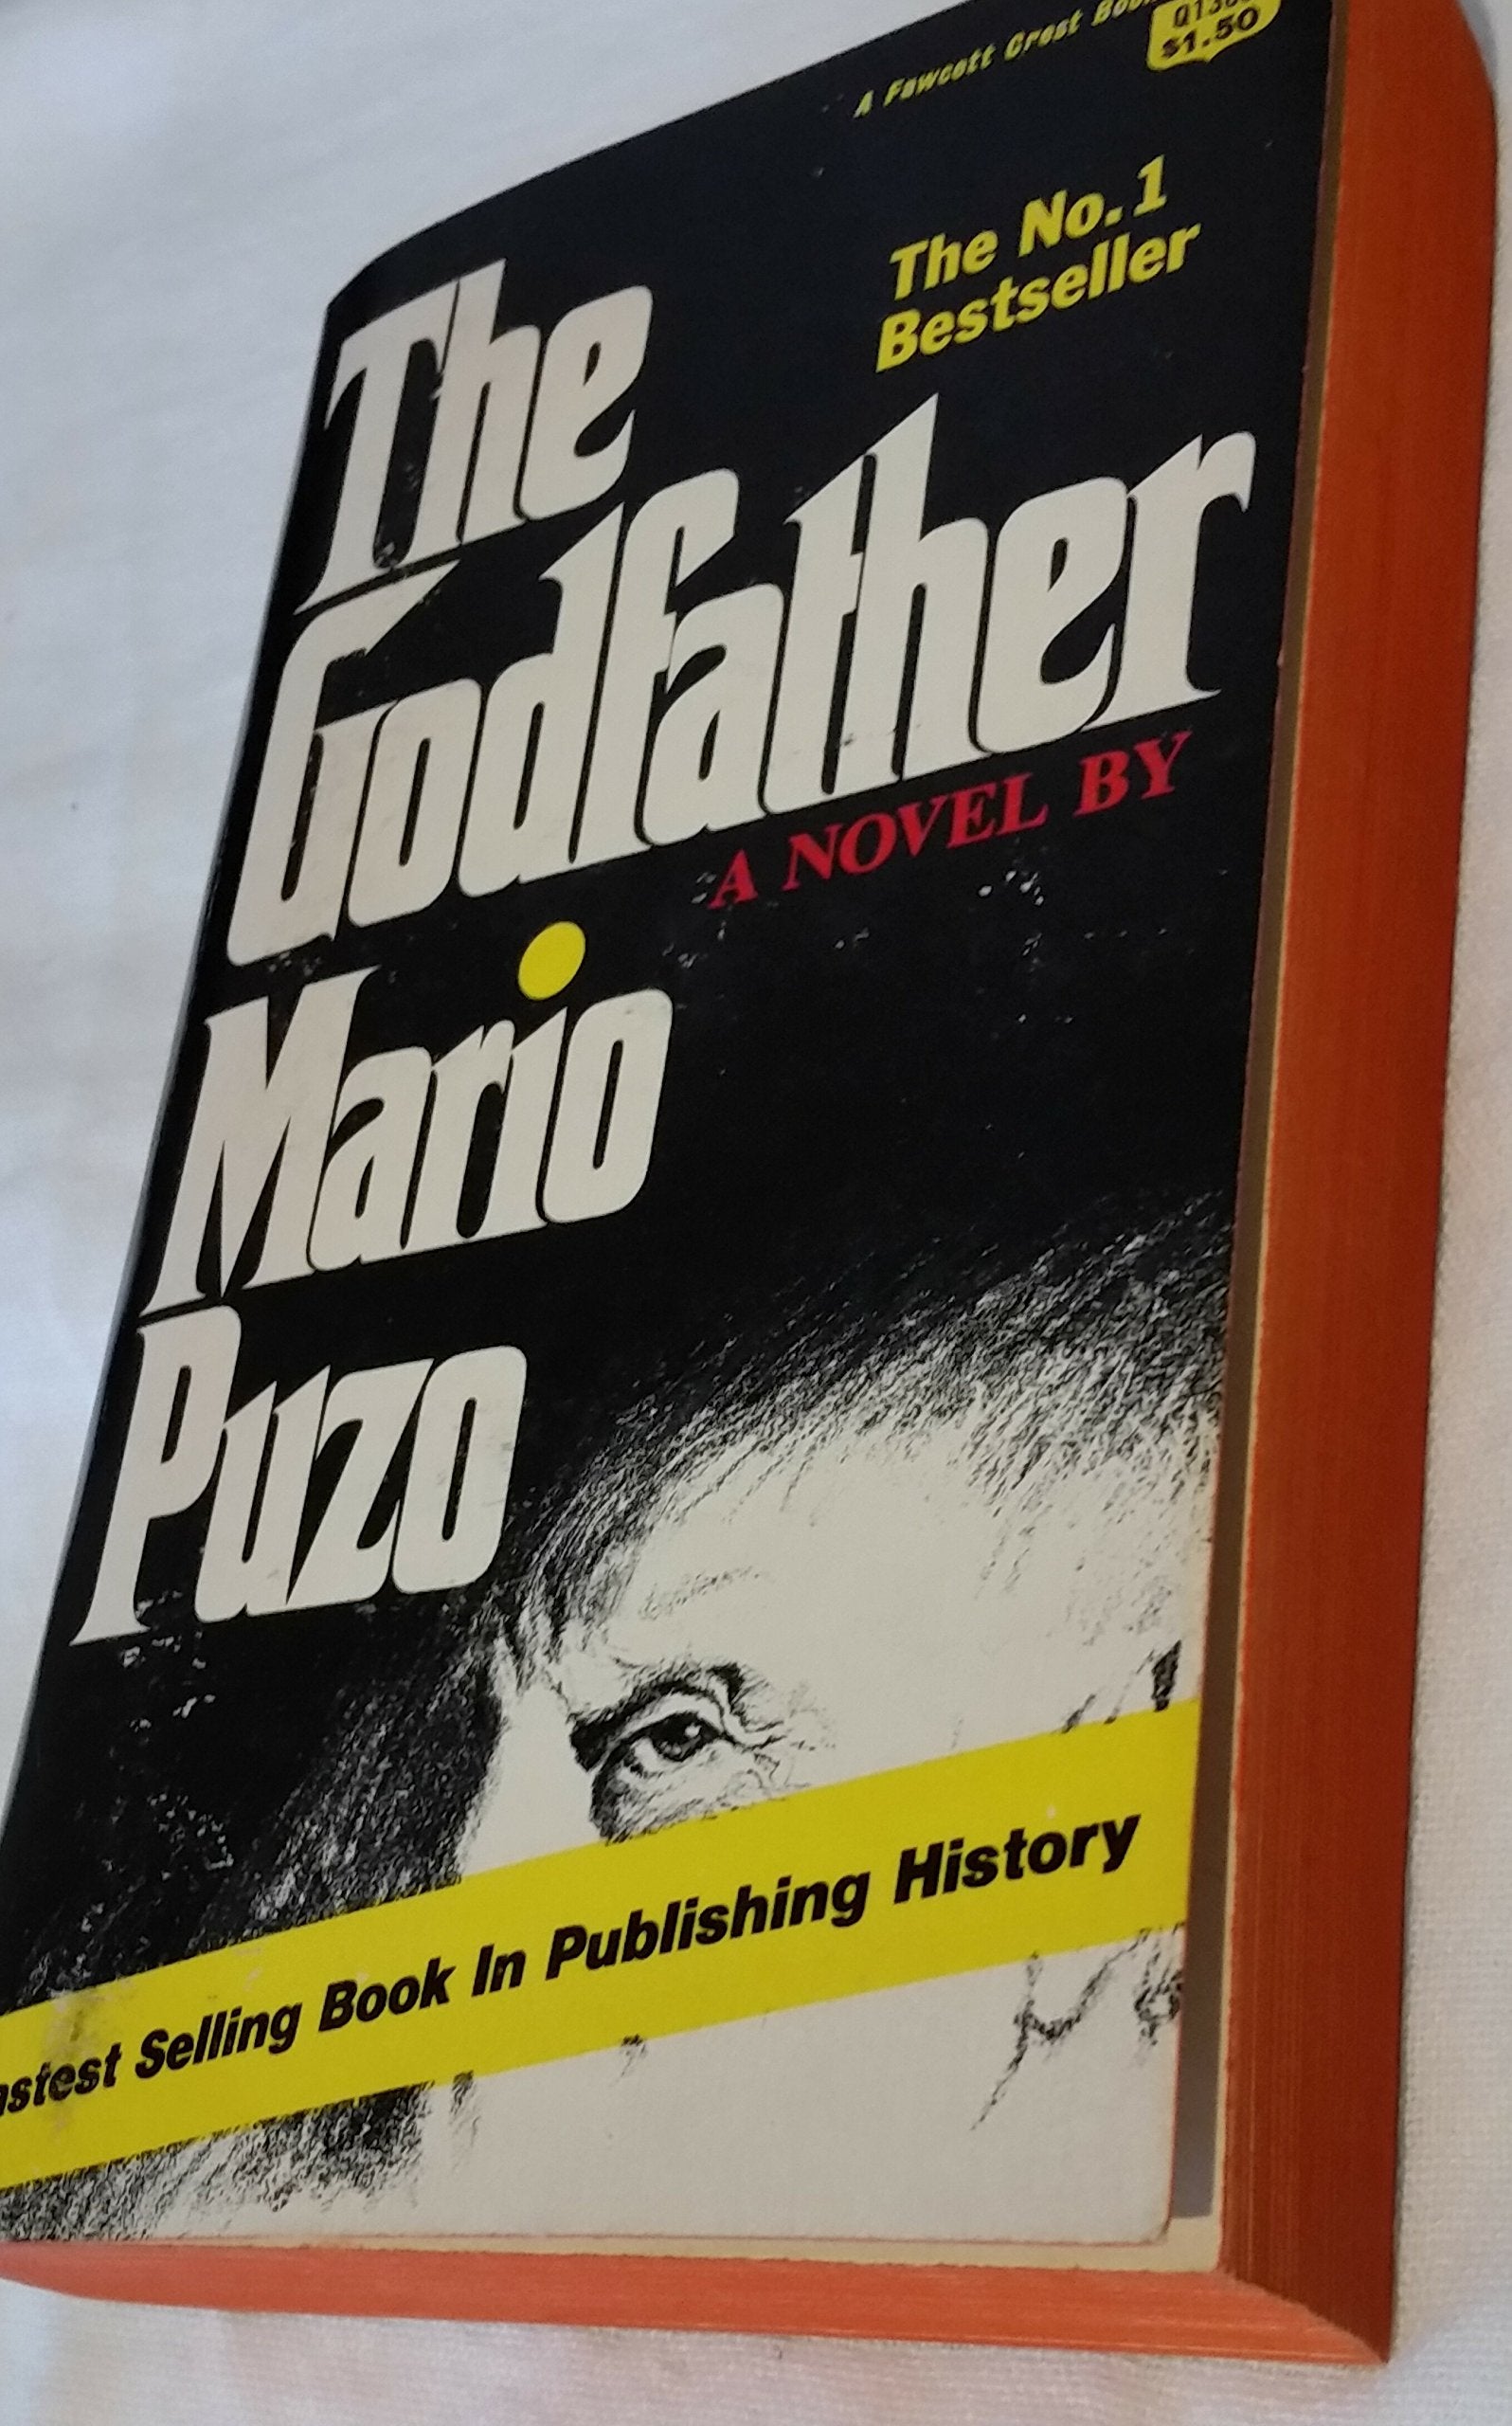 A Fawcett Crest
$1.50
The No.1
Bestseller
The
Godfather
A NOVEL BY
Mario
Puzo
Selling Book In Publishing History